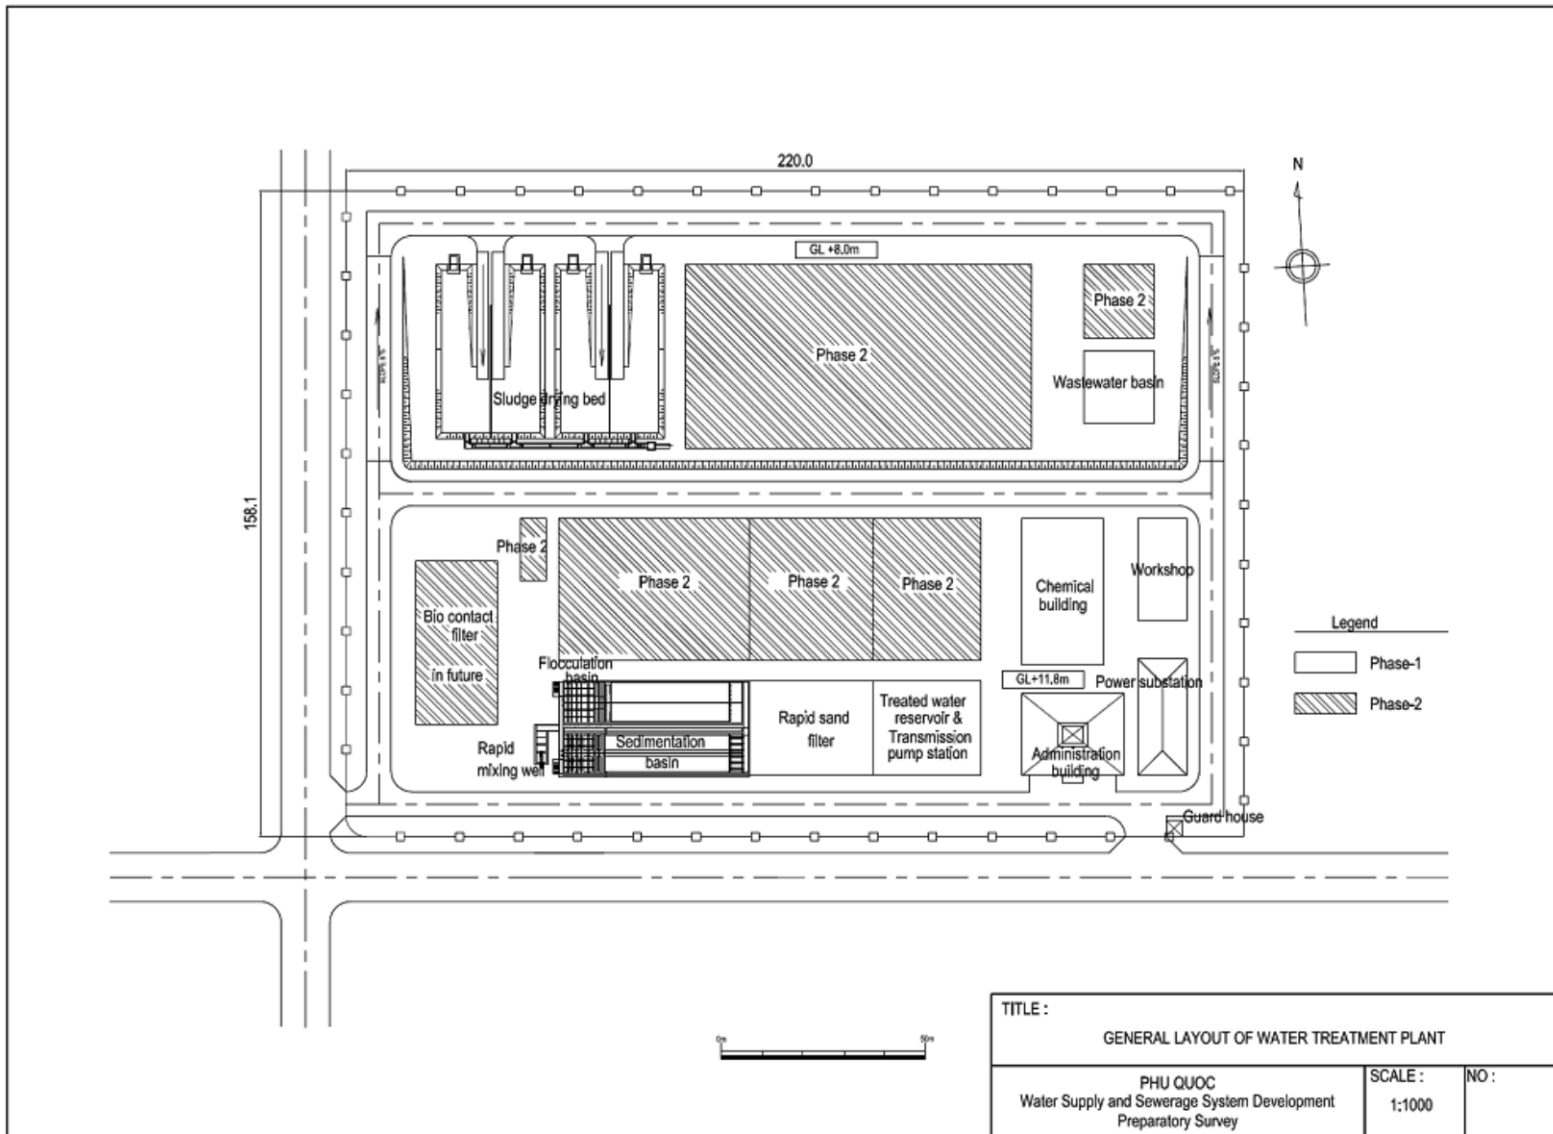 220.0
N
GL +8.0m
Phase 2
Phase 2
Wastewater basin
Sludge drying bed
158.1
Phase 2
Phase 2
Phase 2
Phase 2
Chemical
building
Workshop
Bio contact
filter
in future
Flocculation
basin
GL+11.8m
Power substation
Legend
Phase-1
Phase-2
Rapid
mixing well
Sedimentation
basin
Rapid sand
filter
Treated water
reservoir &
Transmission
pump station
Administration
building
Guard house
0m
50m
TITLE :
GENERAL LAYOUT OF WATER TREATMENT PLANT
PHU QUOC
Water Supply and Sewerage System Development
Preparatory Survey
SCALE :
1:1000
NO :